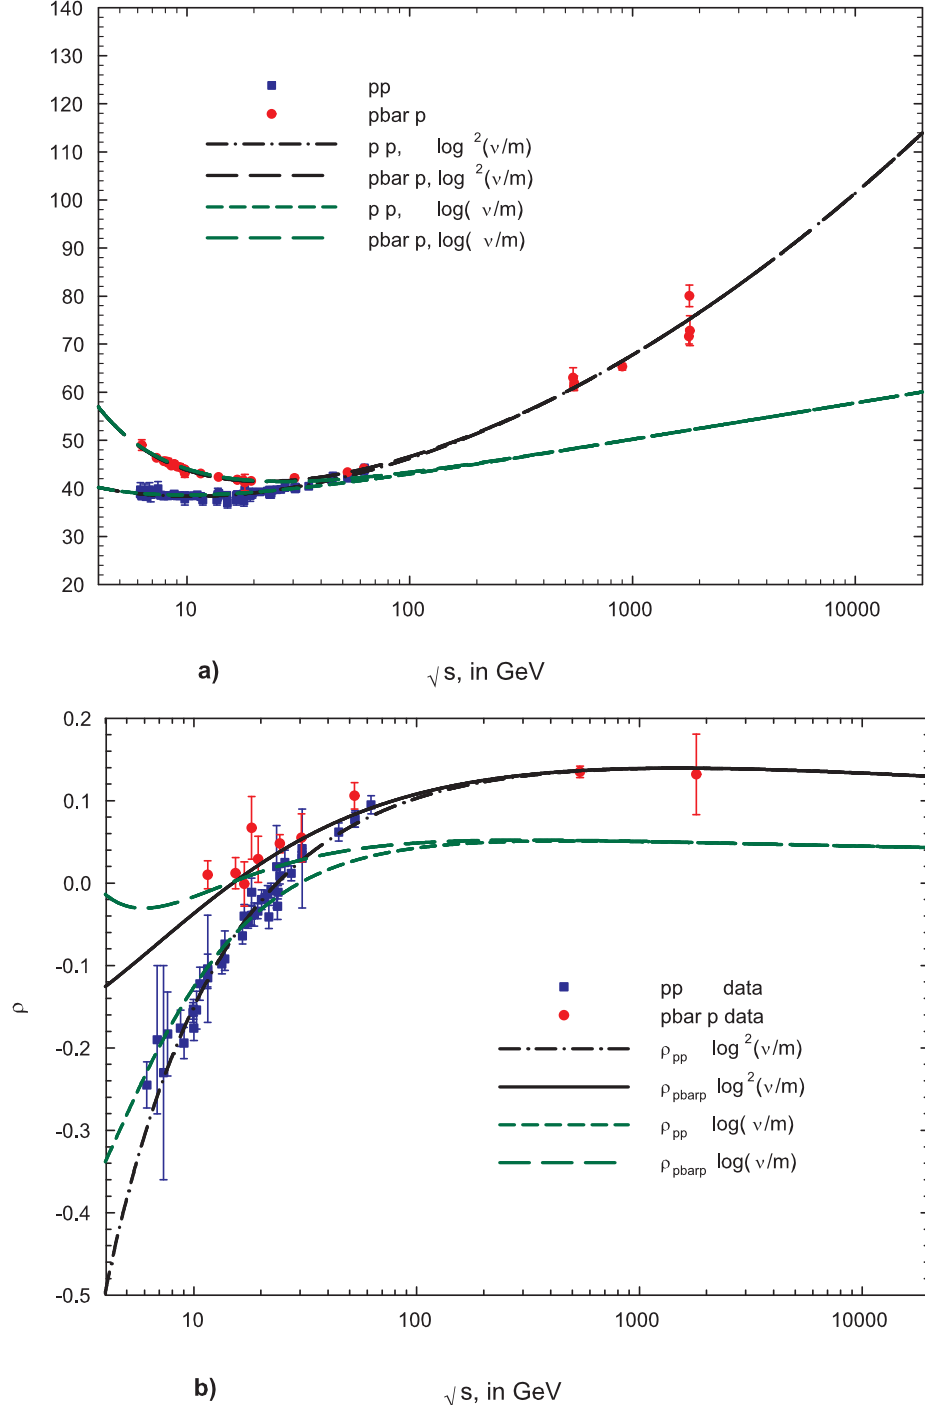 140
130
120
110
100
90
80
70
60
50
40
30
20
pp
pbar p
p p, log ²(ν/m)
pbar p, log ²(ν/m)
p p, log( ν/m)
pbar p, log( ν/m)
10 100 1000 10000
a) √s, in GeV
0.2
0.1
0.0
-0.1
-0.2
-0.3
-0.4
-0.5
ρ
pp data
pbar p data
ρpp log ²(ν/m)
ρpbarp log ²(ν/m)
ρpp log( ν/m)
ρpbarp log( ν/m)
10 100 1000 10000
b) √s, in GeV